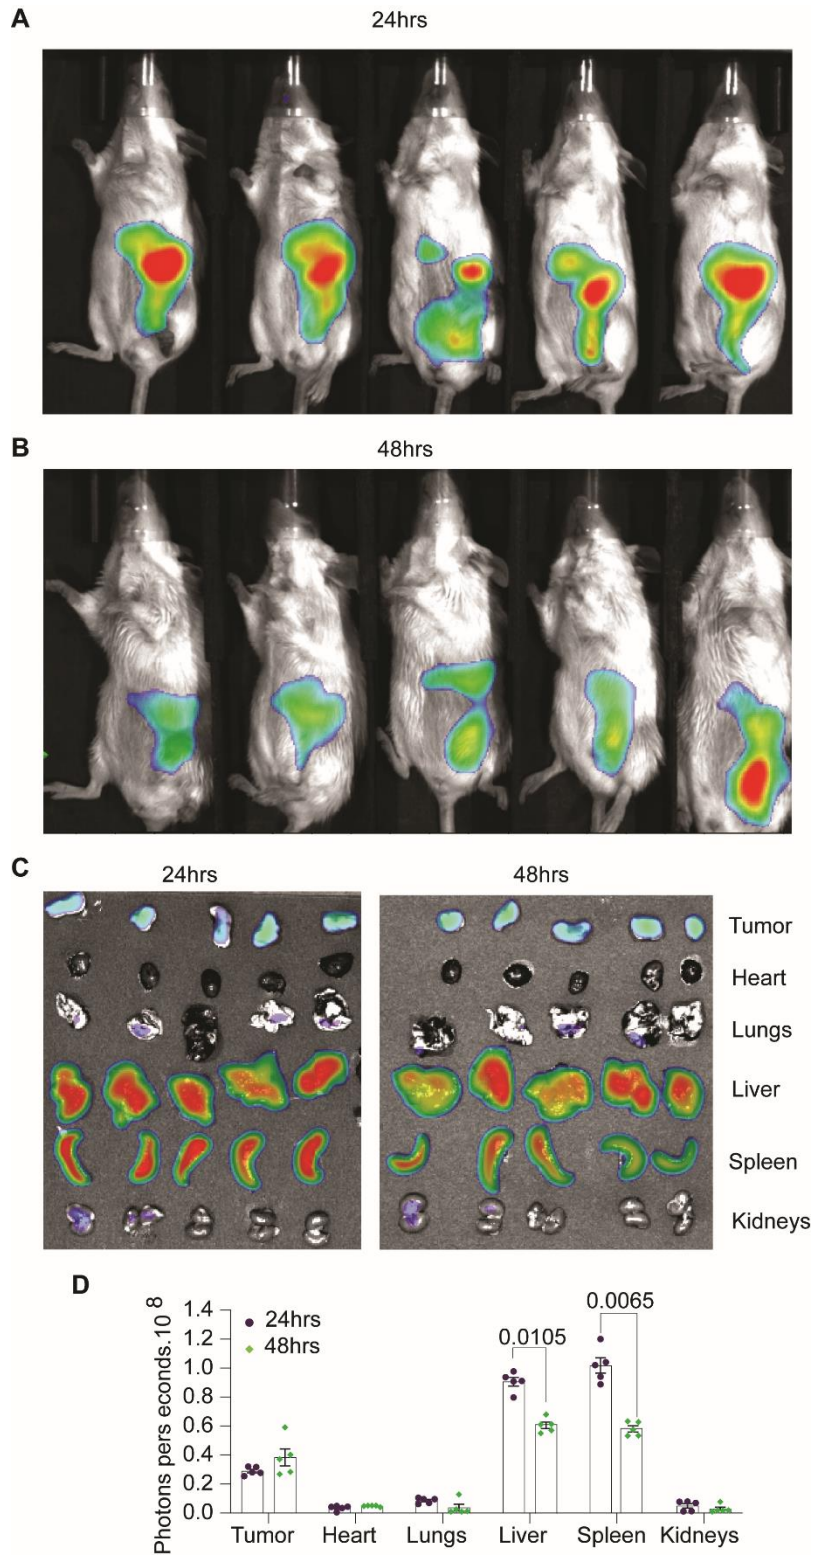 A
24hrs
B
48hrs
C
24hrs
48hrs
Tumor
Heart
Lungs
Liver
Spleen
Kidneys
D
Photons pers econds.10 8
1.4
1.2
1.0
0.8
0.6
0.4
0.2
0.0
24hrs
48hrs
0.0105
0.0065
Tumor Heart Lungs Liver Spleen Kidneys